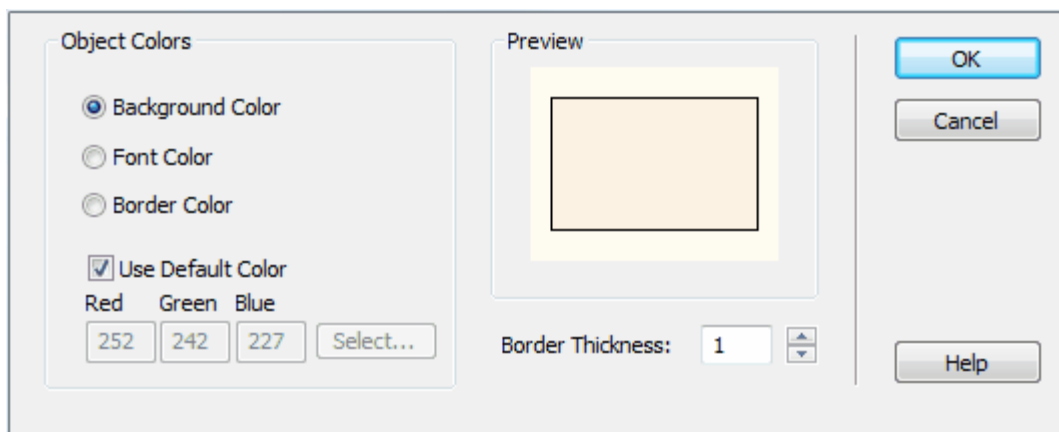 Object Colors
Background Color
Font Color
Border Color
Use Default Color
Red Green Blue
252 242 227 Select...
Preview
Border Thickness: 1
OK
Cancel
Help